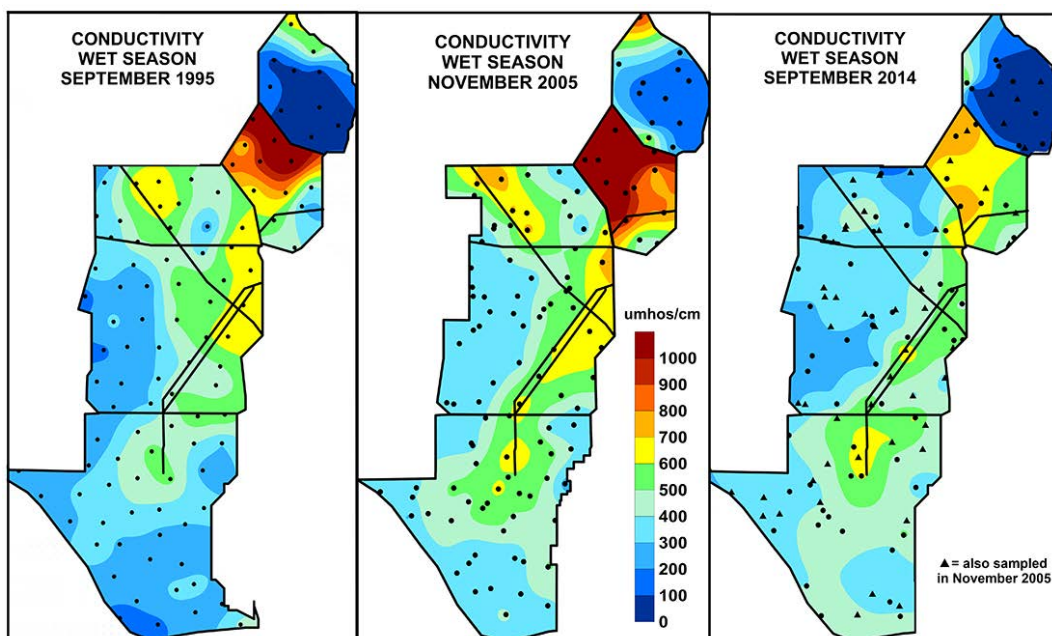 CONDUCTIVITY
WET SEASON
SEPTEMBER 1995
CONDUCTIVITY
WET SEASON
NOVEMBER 2005
CONDUCTIVITY
WET SEASON
SEPTEMBER 2014
umhos/cm
1000
900
800
700
600
500
400
300
200
100
0
▲= also sampled
in November 2005